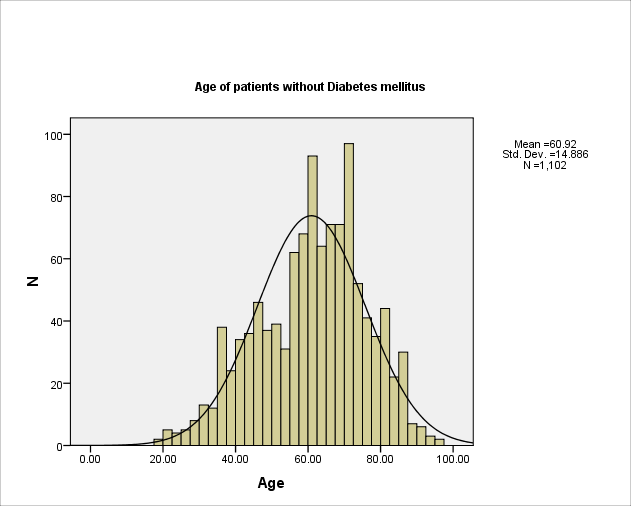 Age of patients without Diabetes mellitus
Mean =60.92
Std. Dev. =14.886
N =1,102
100
80
60
40
20
0
N
0.00 20.00 40.00 60.00 80.00 100.00
Age